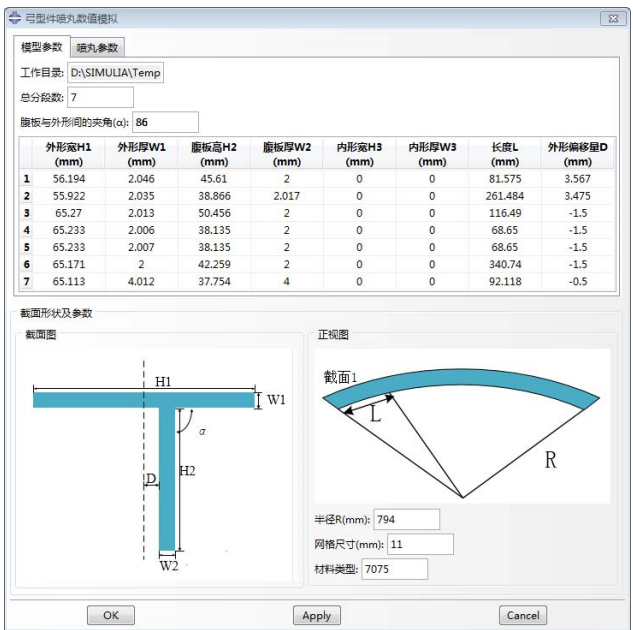 弓型件喷丸数值模拟
模型参数 喷丸参数
工作目录: D:\SIMULIA\Temp
总分段数: 7
腹板与外形间的夹角(α): 86
外形宽H1 外形厚W1 腹板高H2 腹板厚W2 内形宽H3 内形厚W3 长度L 外形偏移量D
(mm) (mm) (mm) (mm) (mm) (mm) (mm) (mm)
1 56.194 2.046 45.61 2 0 0 81.575 3.567
2 55.922 2.035 38.866 2.017 0 0 261.484 3.475
3 65.27 2.013 50.456 2 0 0 116.49 -1.5
4 65.233 2.006 38.135 2 0 0 68.65 -1.5
5 65.233 2.007 38.135 2 0 0 68.65 -1.5
6 65.171 2 42.259 2 0 0 340.74 -1.5
7 65.113 4.012 37.754 4 0 0 92.118 -0.5
截面形状及参数
截面图
H1
W1
α
H2
D
W2
正视图
截面1
L
R
半径R(mm): 794
网格尺寸(mm): 11
材料类型: 7075
OK Apply Cancel